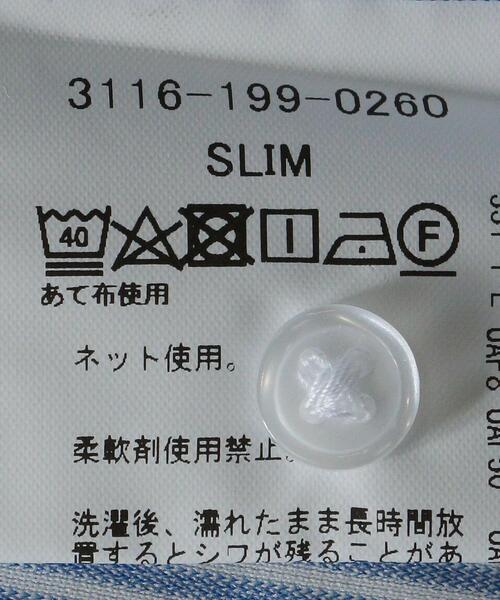 3116-199-0260
SLIM
40 F
あて布使用
ネット使用。
柔軟剤使用禁止。
洗濯後、濡れたまま長時間放
置するとシワが残ることがあ